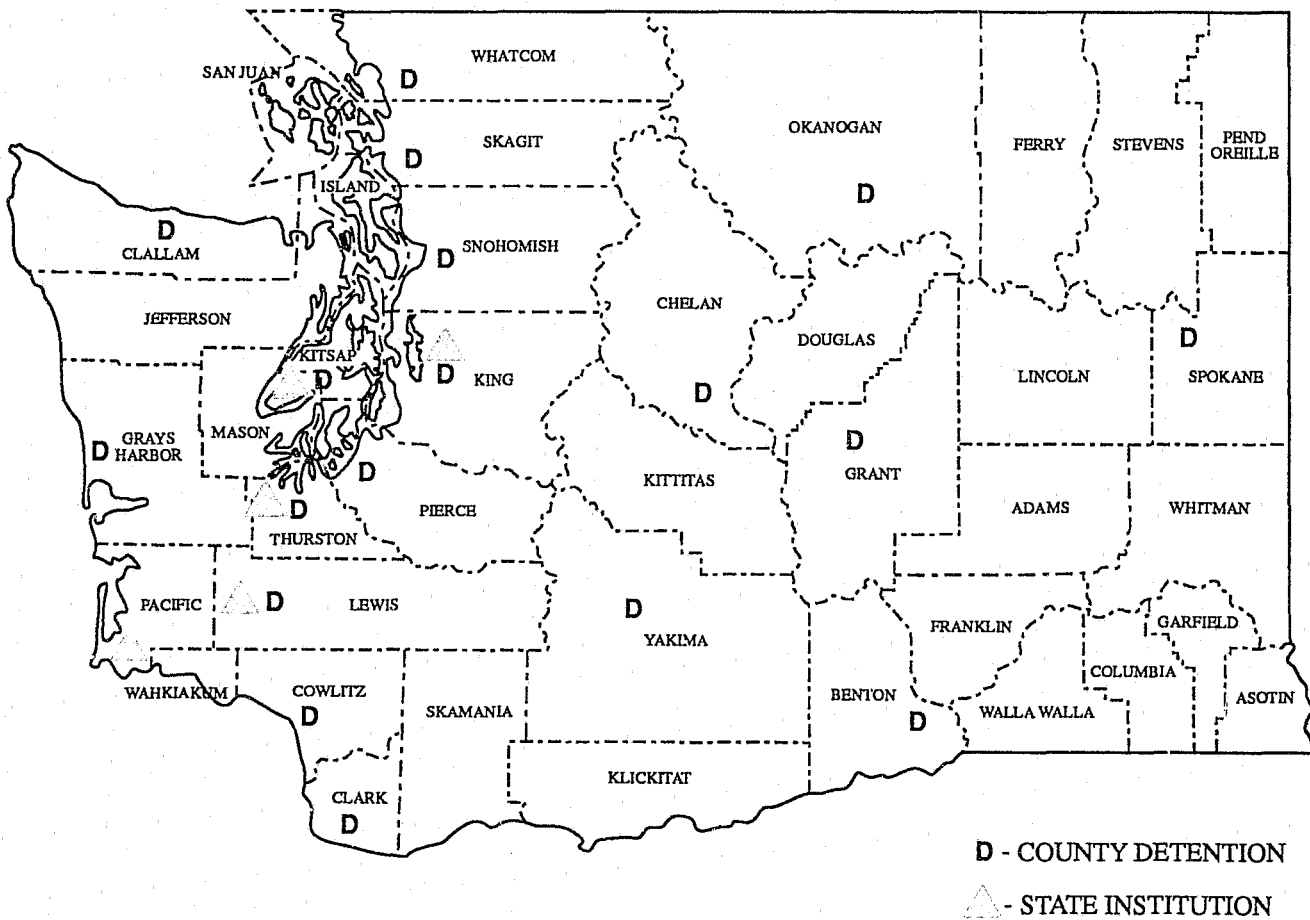 WHATCOM
SAN JUAN
D
SKAGIT
OKANOGAN
FERRY
STEVENS
PEND
OREILLE
D
ISLAND
D
D
CLALLAM
SNOHOMISH
D
CHELAN
JEFFERSON
DOUGLAS
D
KITSAP
D
KING
D
LINCOLN
SPOKANE
D
MASON
GRAYS
HARBOR
D
D
GRANT
D
KITTITAS
D
PIERCE
ADAMS
WHITMAN
THURSTON
PACIFIC
D
LEWIS
D
YAKIMA
FRANKLIN
GARFIELD
COLUMBIA
WAHKIAKUM
COWLITZ
D
SKAMANIA
BENTON
D
WALLA WALLA
ASOTIN
KLICKITAT
CLARK
D
D - COUNTY DETENTION
- STATE INSTITUTION